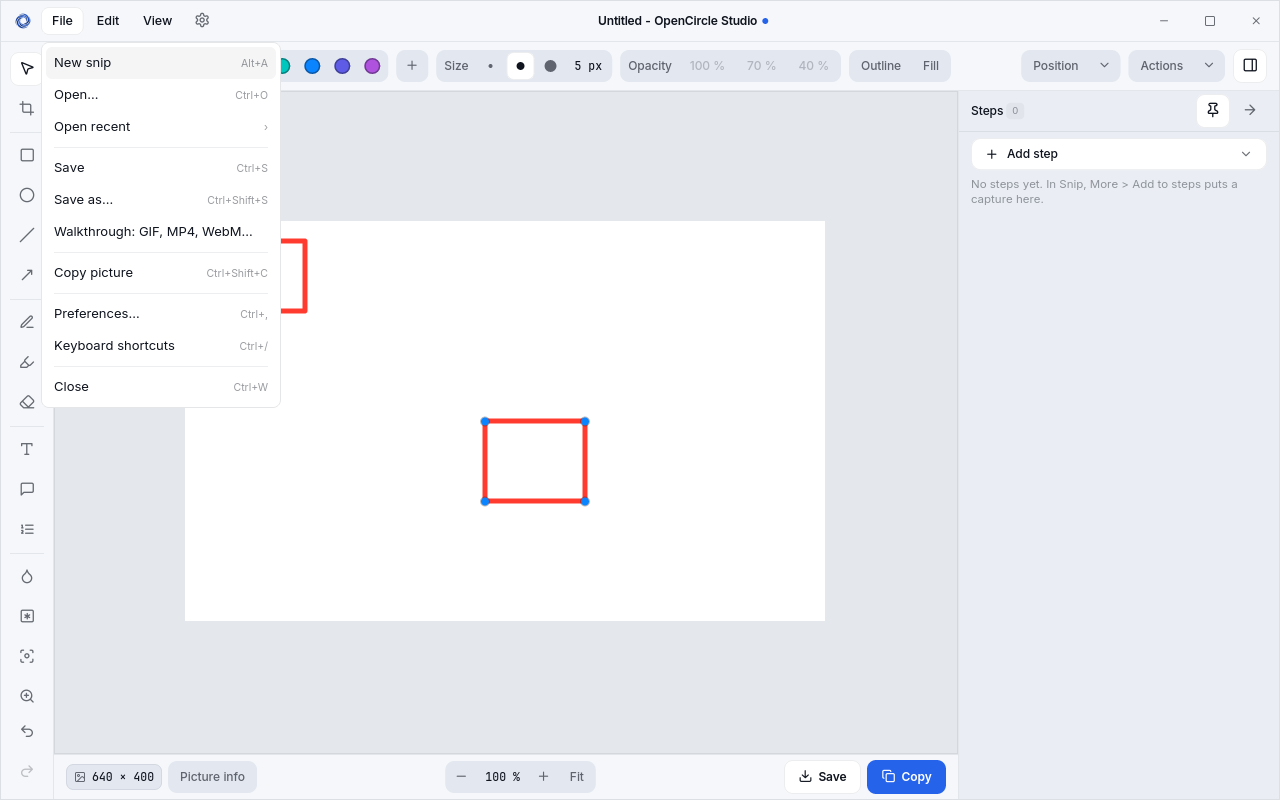 File Edit View Untitled - OpenCircle Studio
New snip Alt+A
Open... Ctrl+O
Open recent
Save Ctrl+S
Save as... Ctrl+Shift+S
Walkthrough: GIF, MP4, WebM...
Copy picture Ctrl+Shift+C
Preferences... Ctrl+,
Keyboard shortcuts Ctrl+/
Close Ctrl+W
Size 5 px Opacity 100 % 70 % 40 % Outline Fill Position Actions
Steps 0
Add step
No steps yet. In Snip, More > Add to steps puts a
capture here.
640 × 400 Picture info 100 % Fit Save Copy